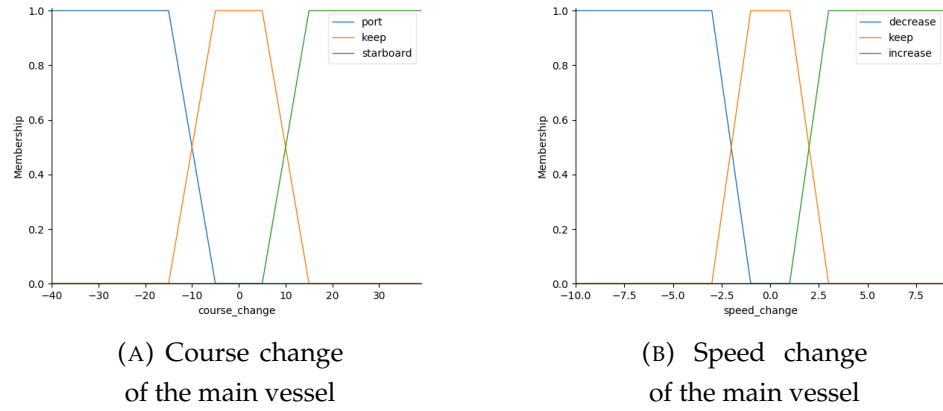 1.0
0.8
0.6
0.4
0.2
0.0
Membership
port
keep
starboard
−40 −30 −20 −10 0 10 20 30
course_change
(A) Course change
of the main vessel
1.0
0.8
0.6
0.4
0.2
0.0
Membership
decrease
keep
increase
−10.0 −7.5 −5.0 −2.5 0.0 2.5 5.0 7.5
speed_change
(B) Speed change
of the main vessel